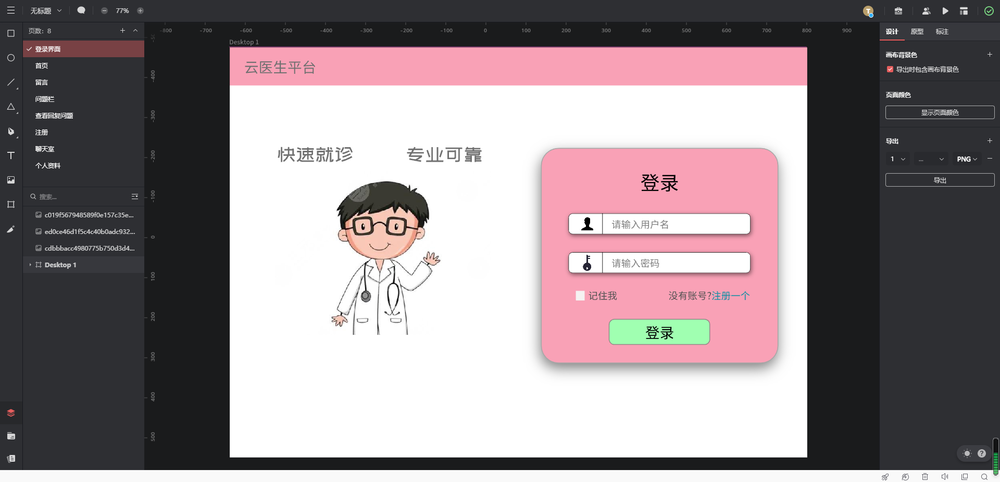 无标题
77%
T
页数: 8
登录界面
首页
留言
问题栏
查看回复问题
注册
聊天室
个人资料
搜索...
c019f567948589f0e157c35e...
ed0ce46d1f5c4c40b0adc932...
cdbbbacc4980775b750d3d4...
Desktop 1
-800 -700 -600 -500 -400 -300 -200 -100 0 100 200 300 400 500 600 700 800 900
-400
-300
-200
-100
0
100
200
300
400
500
Desktop 1
云医生平台
快速就诊 专业可靠
登录
请输入用户名
请输入密码
记住我 没有账号?注册一个
登录
设计 原型 标注
画布背景色
导出时包含画布背景色
页面颜色
显示页面颜色
导出
1 ... PNG
导出